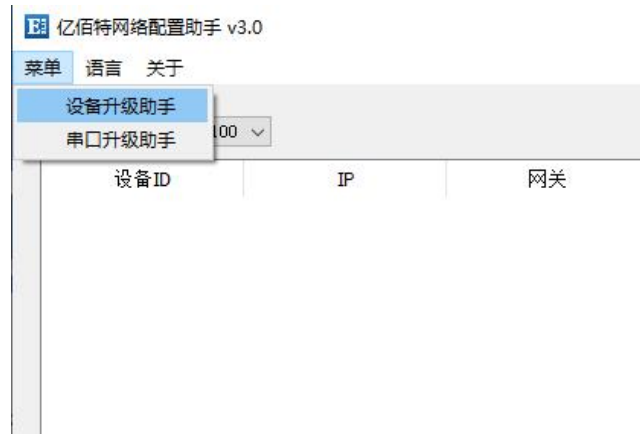 亿佰特网络配置助手 v3.0
菜单 语言 关于
设备升级助手
串口升级助手
100
设备ID IP 网关